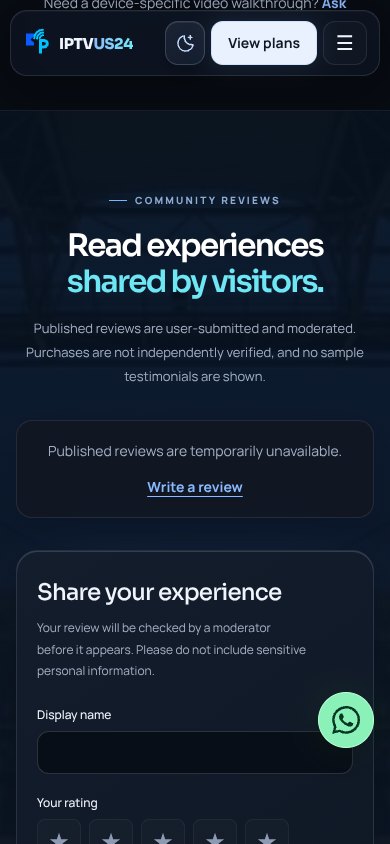 Need a device-specific video walkthrough? Ask
IPTVUS24
View plans
COMMUNITY REVIEWS
Read experiences
shared by visitors.
Published reviews are user-submitted and moderated.
Purchases are not independently verified, and no sample
testimonials are shown.
Published reviews are temporarily unavailable.
Write a review
Share your experience
Your review will be checked by a moderator
before it appears. Please do not include sensitive
personal information.
Display name
Your rating